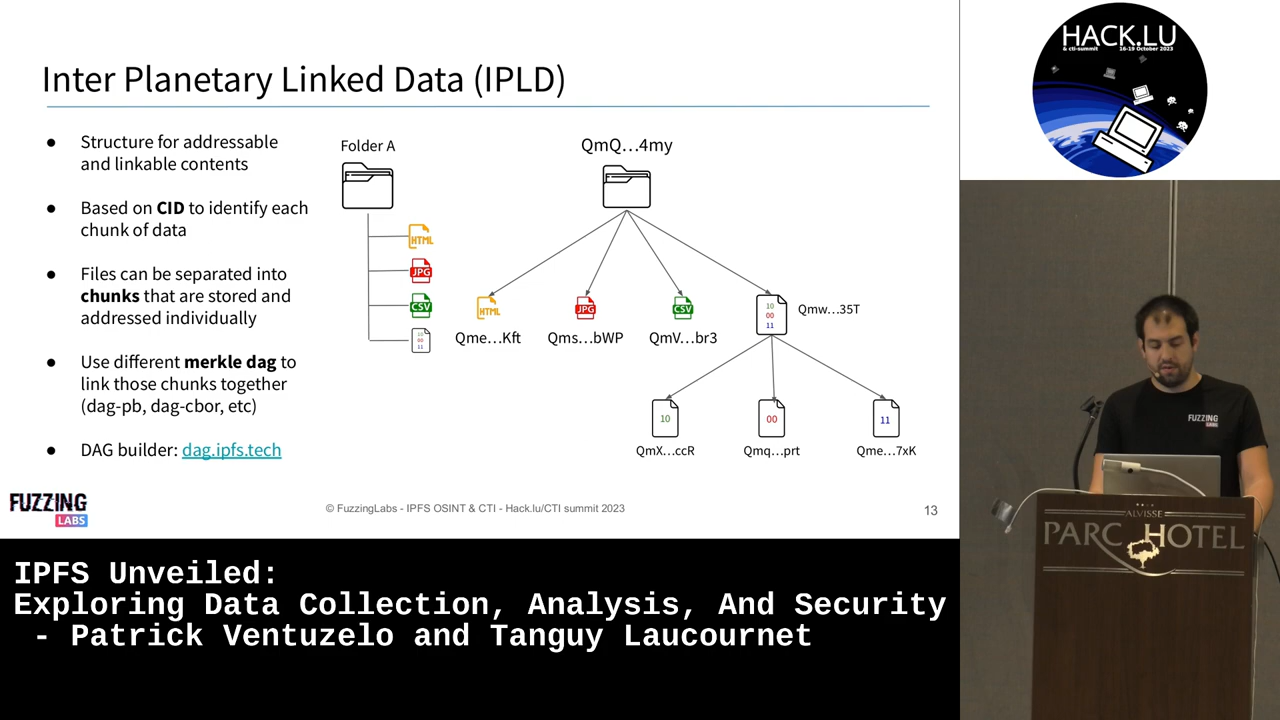 Inter Planetary Linked Data (IPLD)
● Structure for addressable
and linkable contents
● Based on CID to identify each
chunk of data
● Files can be separated into
chunks that are stored and
addressed individually
● Use different merkle dag to
link those chunks together
(dag-pb, dag-cbor, etc)
● DAG builder: dag.ipfs.tech
Folder A
HTML
JPG
CSV
10
00
11
QmQ...4my
HTML
JPG
CSV
10
00
11
Qmw...35T
Qme...Kft
Qms...bWP
QmV...br3
10
00
11
QmX...ccR
Qmq...prt
Qme...7xK
FUZZING
LABS
© FuzzingLabs - IPFS OSINT & CTI - Hack.lu/CTI summit 2023
13
HACK.LU
& cti-summit 16-19 October 2023
FUZZING
LABS
ALVISSE
PARC HOTEL
IPFS Unveiled:
Exploring Data Collection, Analysis, And Security
- Patrick Ventuzelo and Tanguy Laucournet